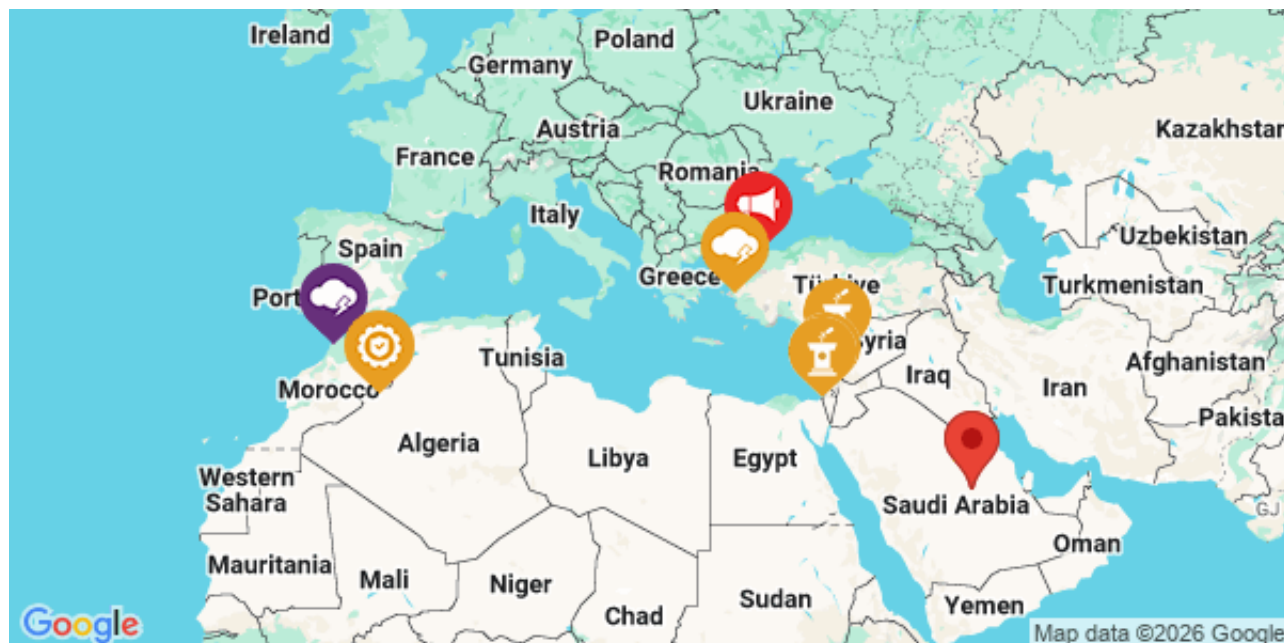 Ireland
Poland
Germany
Ukraine
Austria
Kazakhstan
France
Romania
Italy
Uzbekistan
Spain
Greece
Türkiye
Turkmenistan
Port
Tunisia
Syria
Afghanistan
Morocco
Iraq
Iran
Pakista
Algeria
Libya
Egypt
Western
Sahara
Saudi Arabia
GJ
Oman
Mauritania
Mali
Niger
Chad
Sudan
Yemen
Google
Map data ©2026 Google